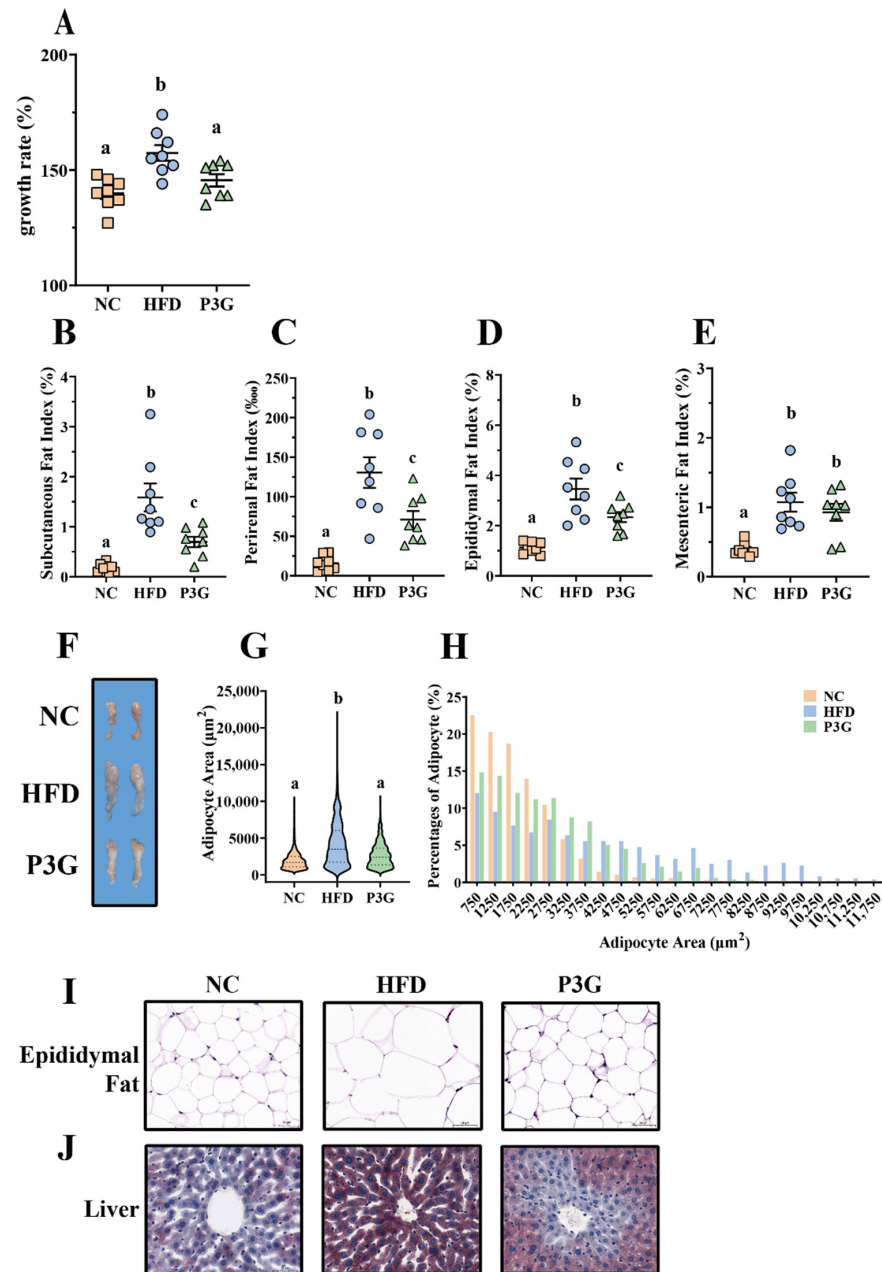 A
growth rate (%)
200
150
100
a
b
a
NC HFD P3G
B
Subcutaneous Fat Index (%)
4
3
2
1
0
a
b
c
NC HFD P3G
C
Perirenal Fat Index (‱)
250
200
150
100
50
0
a
b
c
NC HFD P3G
D
Epididymal Fat Index (%)
8
6
4
2
0
a
b
c
NC HFD P3G
E
Mesenteric Fat Index (%)
3
2
1
0
a
b
b
NC HFD P3G
F
NC
HFD
P3G
G
Adipocyte Area (μm²)
25,000
20,000
15,000
10,000
5000
0
a
b
a
NC HFD P3G
H
Percentages of Adipocyte (%)
25
20
15
10
5
0
NC
HFD
P3G
750 1250 1750 2250 2750 3250 3750 4250 4750 5250 5750 6250 6750 7250 7750 8250 8750 9250 9750 10,250 10,750 11,250 11,750
Adipocyte Area (μm²)
NC HFD P3G
I
Epididymal
Fat
J
Liver